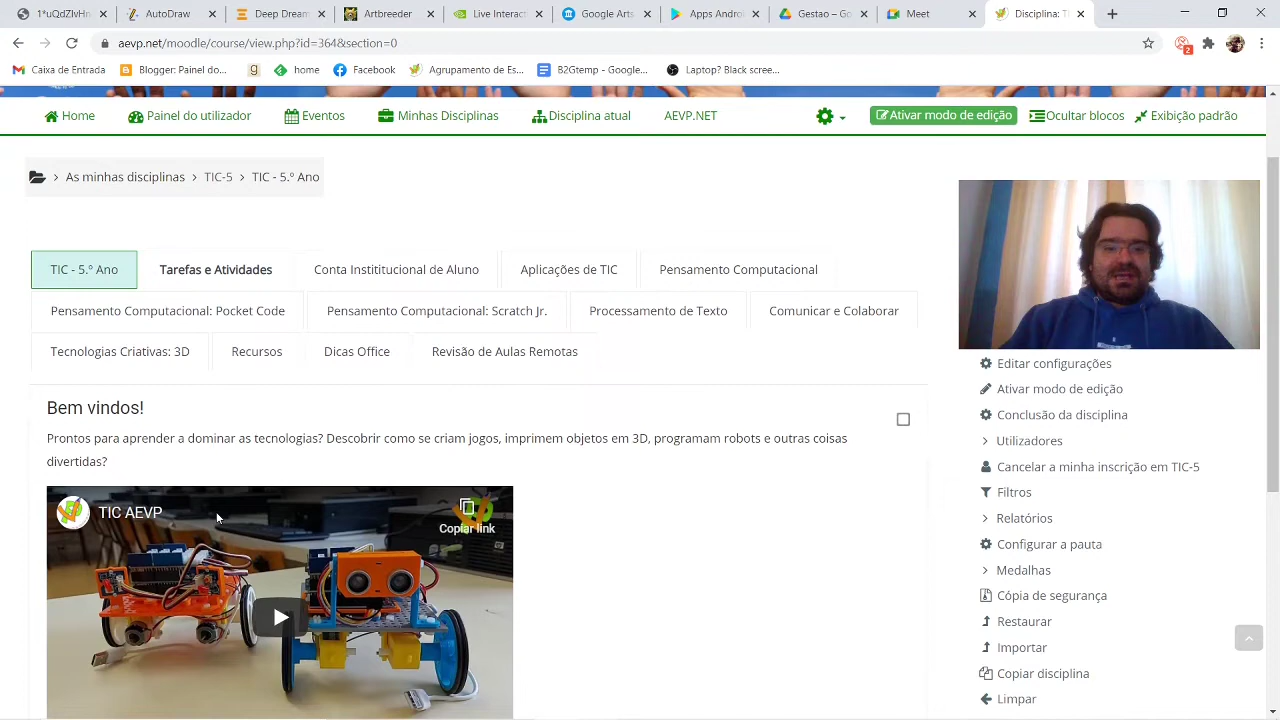 1*uQdZIvHo
AutoDraw
Deep Dream
Artbreeder
Live Interac
Google Arts
Apps Androi
Gestao – Go
Meet
Disciplina: TI
aevp.net/moodle/course/view.php?id=364&section=0
2
Caixa de Entrada
Blogger: Painel do...
home
Facebook
Agrupamento de Es...
B2Gtemp - Google...
Laptop? Black scree...
Home
Painel do utilizador
Eventos
Minhas Disciplinas
Disciplina atual
AEVP.NET
Ativar modo de edição
Ocultar blocos
Exibição padrão
As minhas disciplinas > TIC-5 > TIC - 5.º Ano
TIC - 5.º Ano
Tarefas e Atividades
Conta Instititucional de Aluno
Aplicações de TIC
Pensamento Computacional
Pensamento Computacional: Pocket Code
Pensamento Computacional: Scratch Jr.
Processamento de Texto
Comunicar e Colaborar
Tecnologias Criativas: 3D
Recursos
Dicas Office
Revisão de Aulas Remotas
Bem vindos!
Prontos para aprender a dominar as tecnologias? Descobrir como se criam jogos, imprimem objetos em 3D, programam robots e outras coisas
divertidas?
TIC AEVP
Copiar link
Editar configurações
Ativar modo de edição
Conclusão da disciplina
Utilizadores
Cancelar a minha inscrição em TIC-5
Filtros
Relatórios
Configurar a pauta
Medalhas
Cópia de segurança
Restaurar
Importar
Copiar disciplina
Limpar